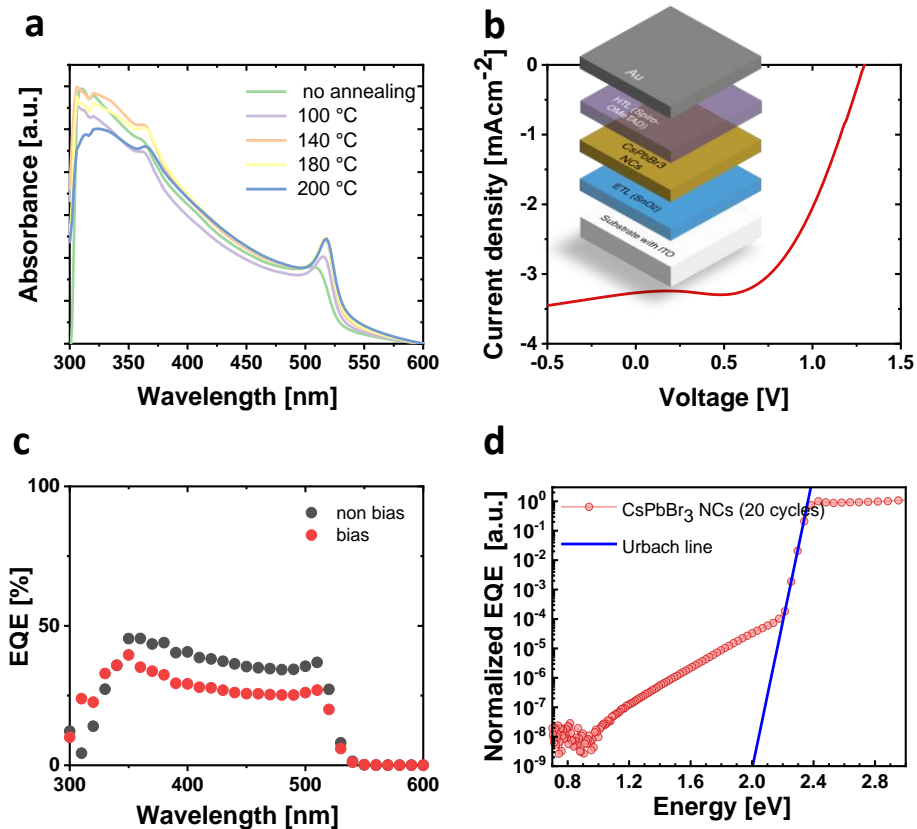 a
Absorbance [a.u.]
no annealing
100 °C
140 °C
180 °C
200 °C
300
350
400
450
500
550
600
Wavelength [nm]
b
Current density [mAcm-2]
0
-1
-2
-3
-4
Au
HTL (Spiro-
OMeTAD)
CsPbBr3
NCs
ETL (SnO2)
Substrate with ITO
-0.5
0.0
0.5
1.0
1.5
Voltage [V]
c
EQE [%]
100
50
0
non bias
bias
300
350
400
450
500
550
600
Wavelength [nm]
d
Normalized EQE [a.u.]
10^0
10^-1
10^-2
10^-3
10^-4
10^-5
10^-6
10^-7
10^-8
10^-9
CsPbBr3 NCs (20 cycles)
Urbach line
0.8
1.2
1.6
2.0
2.4
2.8
Energy [eV]